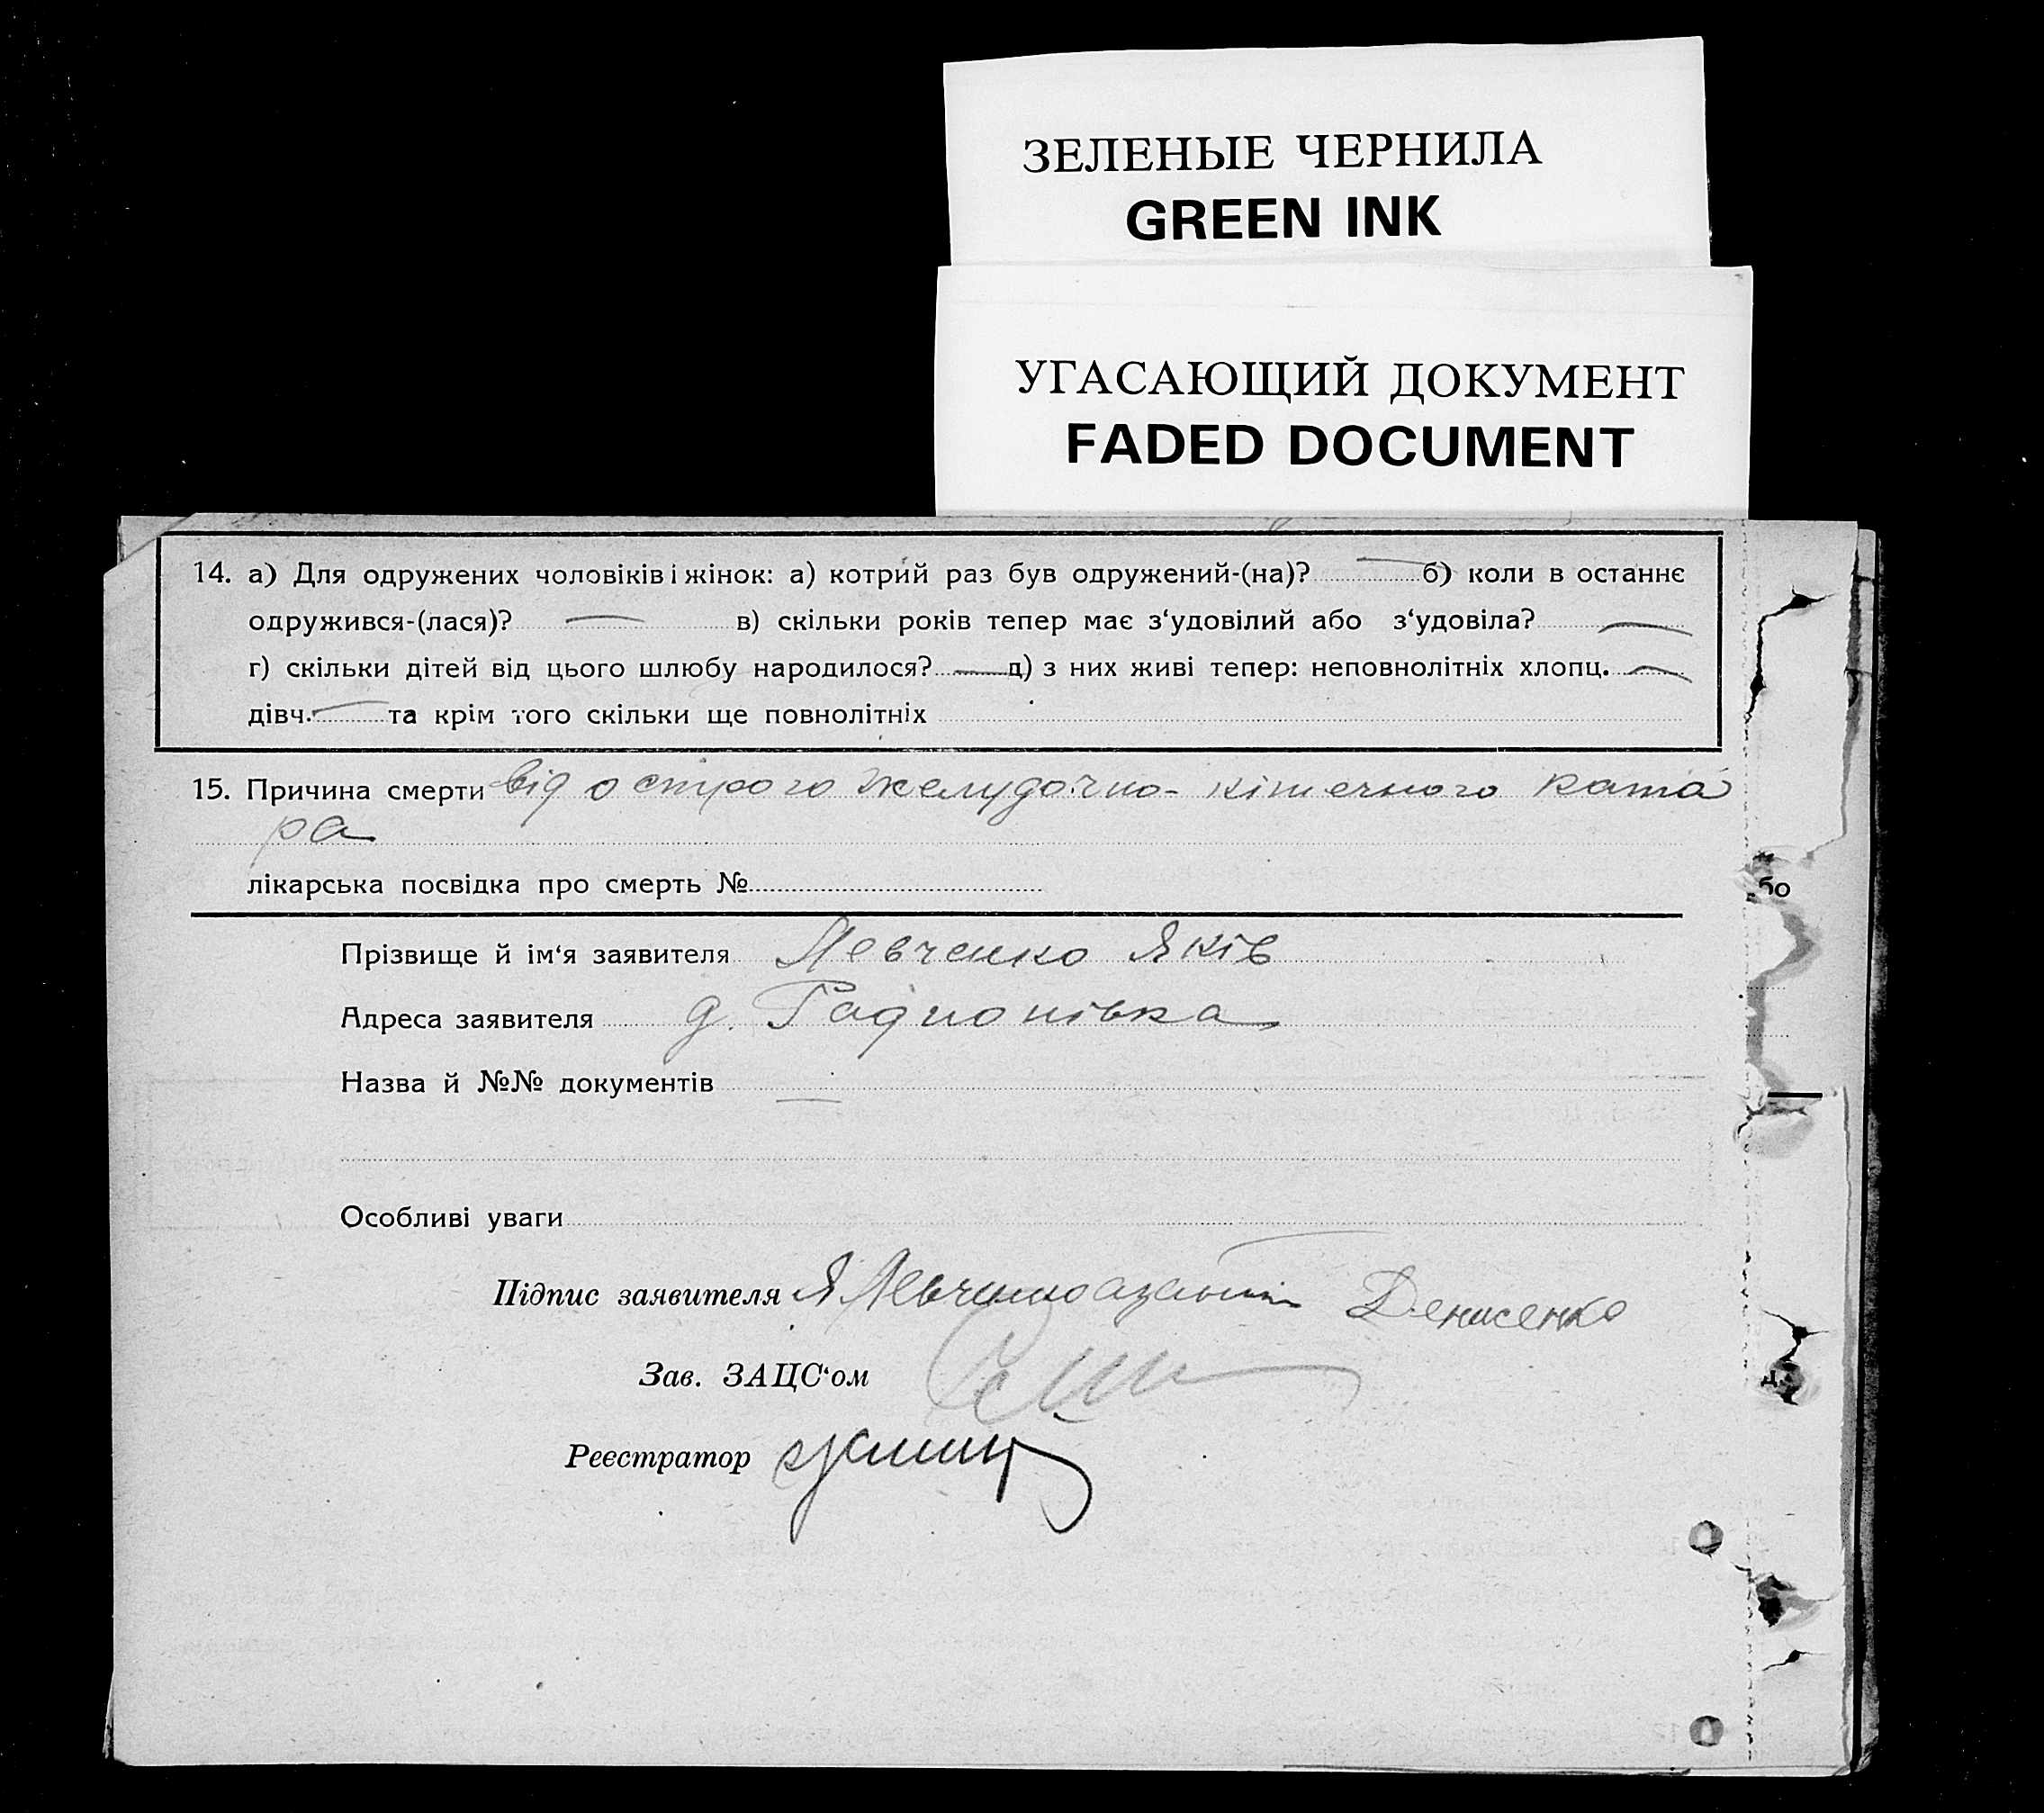 ЗЕЛЕНЫЕ ЧЕРНИЛА
GREEN INK
УГАСАЮЩИЙ ДОКУМЕНТ
FADED DOCUMENT
14. а) Для одружених чоловіків і жінок: а) котрий раз був одружений-(на)? — б) коли в останнє
одружився-(лася)? — в) скільки років тепер має з‘удовілий або з‘удовіла? —
г) скільки дітей від цього шлюбу народилося? — д) з них живі тепер: неповнолітніх хлопц. —
дівч. — та крім того скільки ще повнолітніх
15. Причина смерти від острого желудочно-кішечного ката
ра
лікарська посвідка про смерть №
бо
Прізвище й ім‘я заявителя Левченко Яків
Адреса заявителя д. Радионівка
Назва й №№ документів —
Особливі уваги
Підпис заявителя Я Левченко Денисенко
Зав. ЗАЦС‘ом
д.
Реєстратор